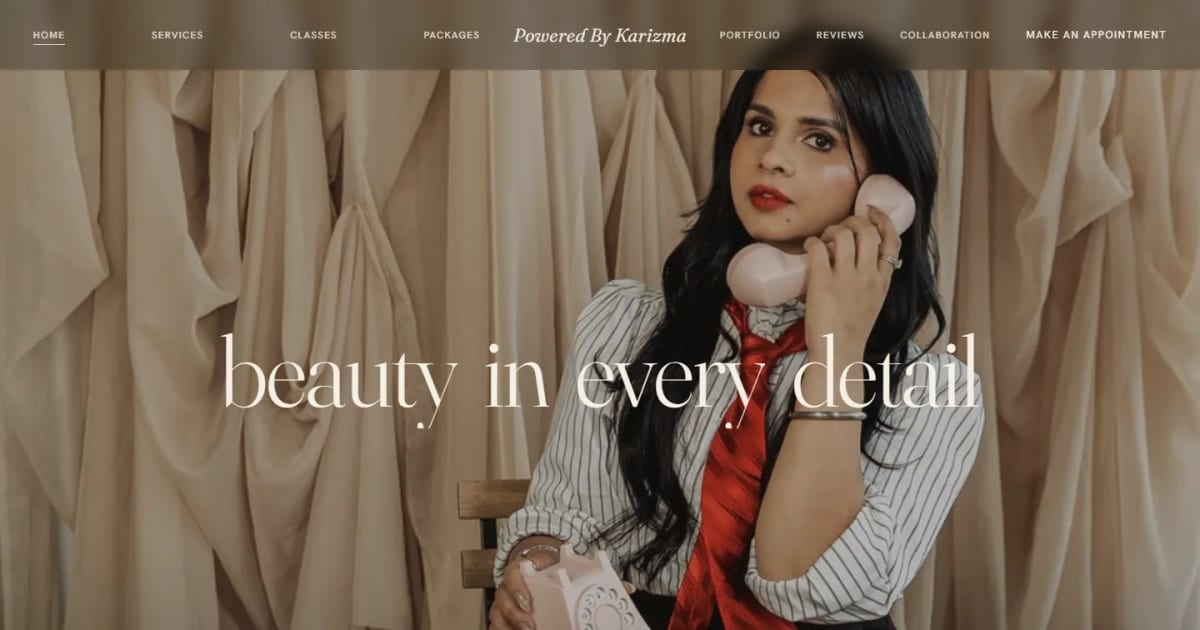 HOME SERVICES CLASSES PACKAGES Powered By Karizma PORTFOLIO REVIEWS COLLABORATION MAKE AN APPOINTMENT
beauty in every detail